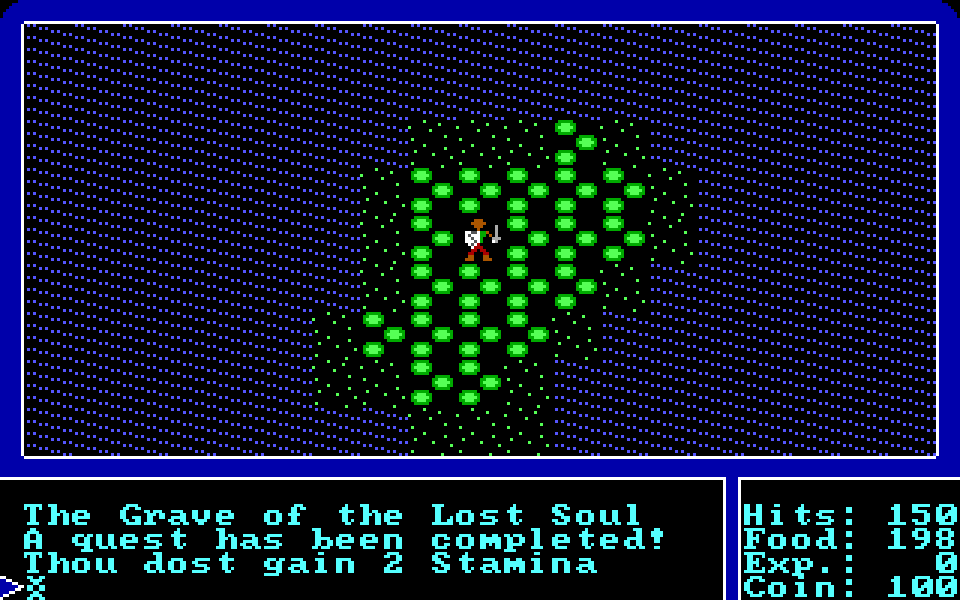 The Grave of the Lost Soul
A quest has been completed!
Thou dost gain 2 Stamina
Hits: 150
Food: 198
Exp.: 0
Coin: 100